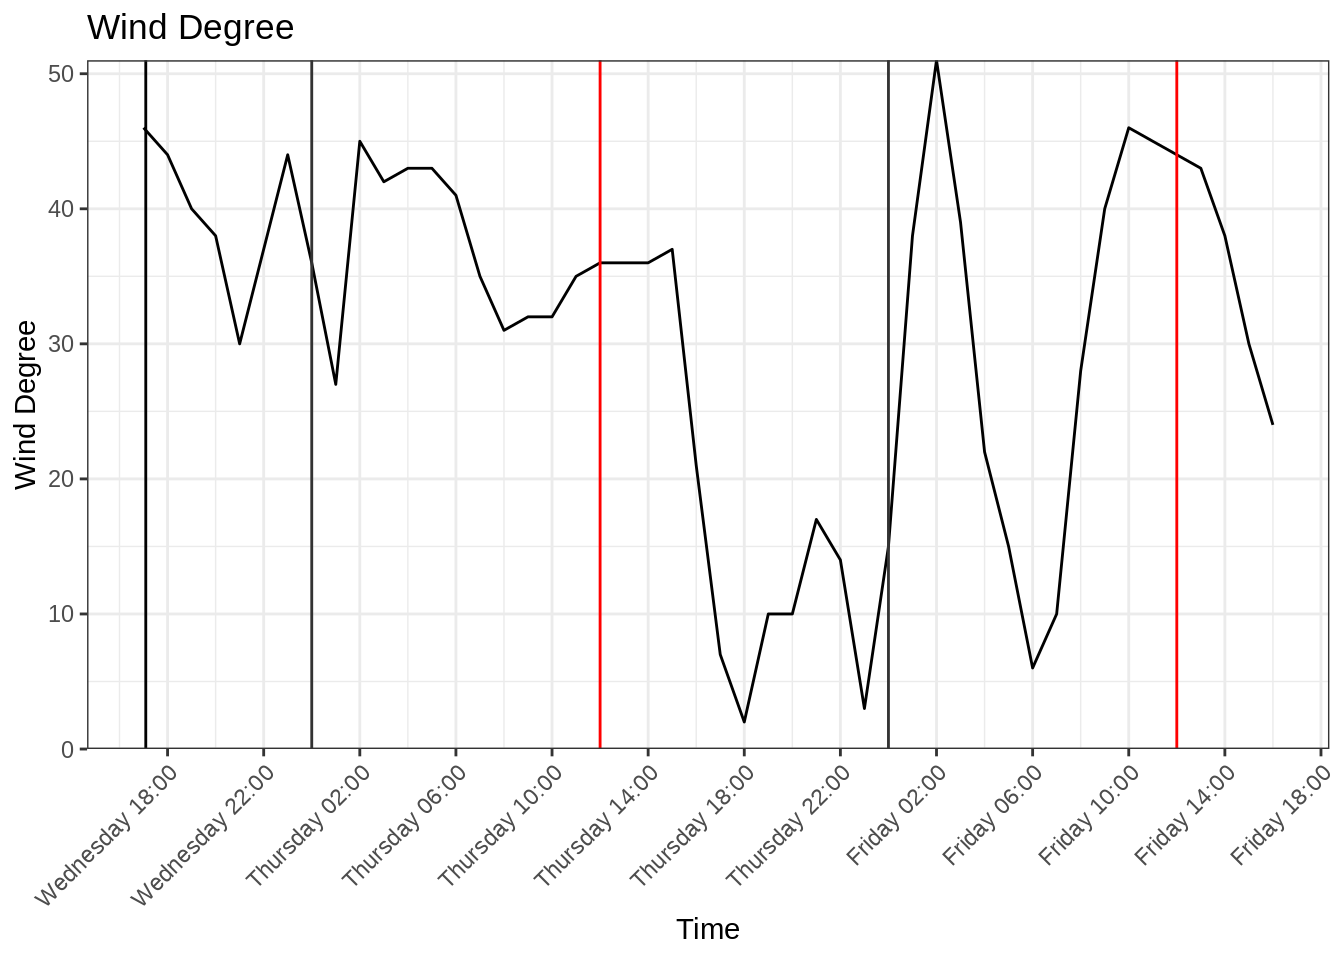 Wind Degree
Wind Degree
50
40
30
20
10
0
Wednesday 18:00
Wednesday 22:00
Thursday 02:00
Thursday 06:00
Thursday 10:00
Thursday 14:00
Thursday 18:00
Thursday 22:00
Friday 02:00
Friday 06:00
Friday 10:00
Friday 14:00
Friday 18:00
Time